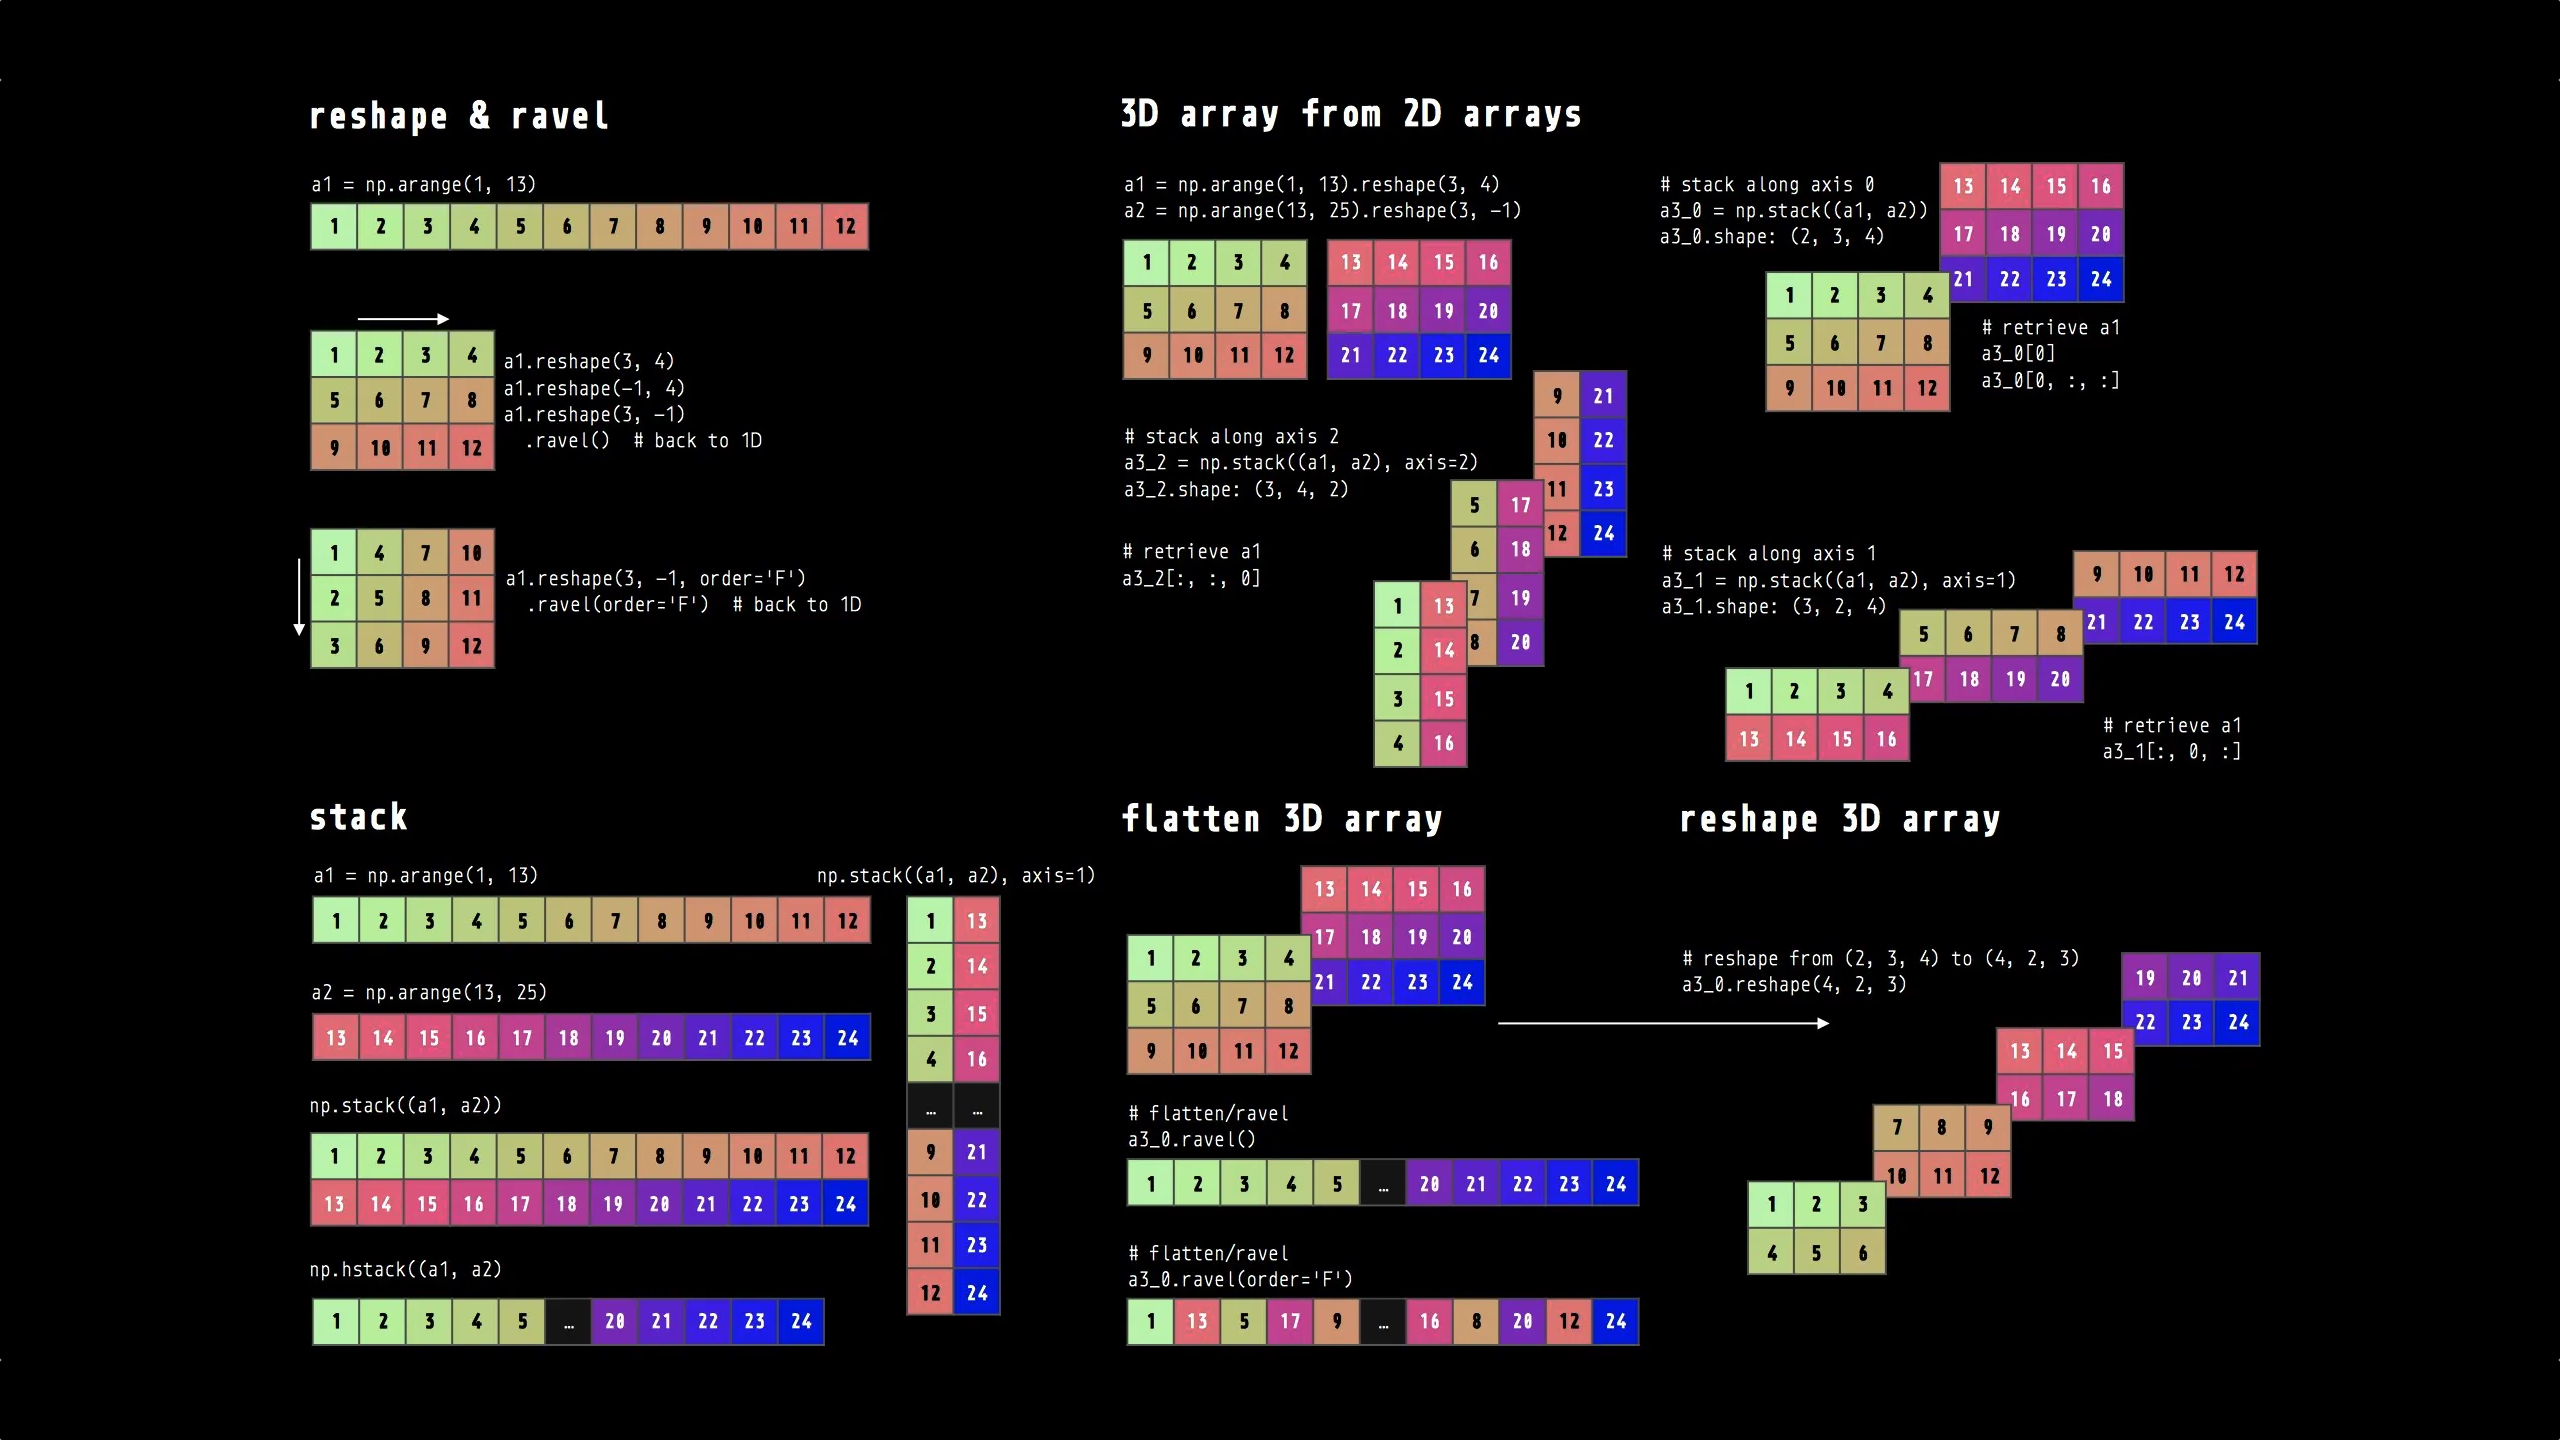 reshape & ravel
a1 = np.arange(1, 13)
1 2 3 4 5 6 7 8 9 10 11 12
1 2 3 4
5 6 7 8
9 10 11 12
a1.reshape(3, 4)
a1.reshape(-1, 4)
a1.reshape(3, -1)
.ravel() # back to 1D
1 4 7 10
2 5 8 11
3 6 9 12
a1.reshape(3, -1, order='F')
.ravel(order='F') # back to 1D
3D array from 2D arrays
a1 = np.arange(1, 13).reshape(3, 4)
a2 = np.arange(13, 25).reshape(3, -1)
1 2 3 4
5 6 7 8
9 10 11 12
13 14 15 16
17 18 19 20
21 22 23 24
# stack along axis 0
a3_0 = np.stack((a1, a2))
a3_0.shape: (2, 3, 4)
13 14 15 16
17 18 19 20
21 22 23 24
1 2 3 4
5 6 7 8
9 10 11 12
# retrieve a1
a3_0[0]
a3_0[0, :, :]
# stack along axis 2
a3_2 = np.stack((a1, a2), axis=2)
a3_2.shape: (3, 4, 2)
# retrieve a1
a3_2[:, :, 0]
9 21
10 22
11 23
12 24
5 17
6 18
7 19
8 20
1 13
2 14
3 15
4 16
# stack along axis 1
a3_1 = np.stack((a1, a2), axis=1)
a3_1.shape: (3, 2, 4)
9 10 11 12
21 22 23 24
5 6 7 8
17 18 19 20
1 2 3 4
13 14 15 16
# retrieve a1
a3_1[:, 0, :]
stack
a1 = np.arange(1, 13)
1 2 3 4 5 6 7 8 9 10 11 12
a2 = np.arange(13, 25)
13 14 15 16 17 18 19 20 21 22 23 24
np.stack((a1, a2))
1 2 3 4 5 6 7 8 9 10 11 12
13 14 15 16 17 18 19 20 21 22 23 24
np.hstack((a1, a2)
1 2 3 4 5 … 20 21 22 23 24
np.stack((a1, a2), axis=1)
1 13
2 14
3 15
4 16
… …
9 21
10 22
11 23
12 24
flatten 3D array
13 14 15 16
17 18 19 20
21 22 23 24
1 2 3 4
5 6 7 8
9 10 11 12
# flatten/ravel
a3_0.ravel()
1 2 3 4 5 … 20 21 22 23 24
# flatten/ravel
a3_0.ravel(order='F')
1 13 5 17 9 … 16 8 20 12 24
reshape 3D array
# reshape from (2, 3, 4) to (4, 2, 3)
a3_0.reshape(4, 2, 3)
19 20 21
22 23 24
13 14 15
16 17 18
7 8 9
10 11 12
1 2 3
4 5 6